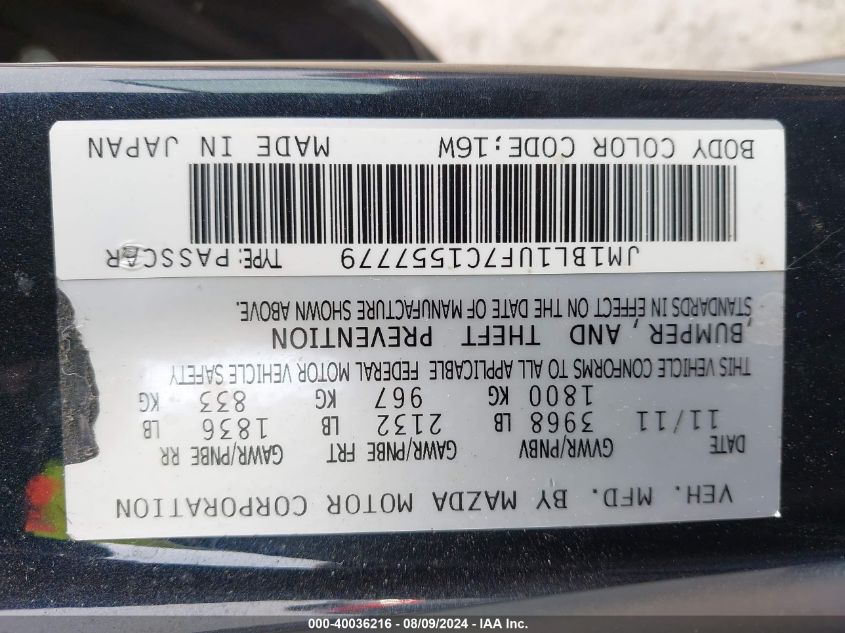 VEH. MFD. BY MAZDA MOTOR CORPORATION
DATE GVWR/PNBV GAWR/PNBE FRT GAWR/PNBE RR
11/11 3968 LB 2132 LB 1836 LB
1800 KG 967 KG 833 KG
THIS VEHICLE CONFORMS TO ALL APPLICABLE FEDERAL MOTOR VEHICLE SAFETY
,BUMPER, AND THEFT PREVENTION
STANDARDS IN EFFECT ON THE DATE OF MANUFACTURE SHOWN ABOVE.
JM1BL1UF7C1557779 TYPE:PASSCAR
BODY COLOR CODE;16W MADE IN JAPAN
000-40036216 - 08/09/2024 - IAAI - Copyright IAA, Inc.